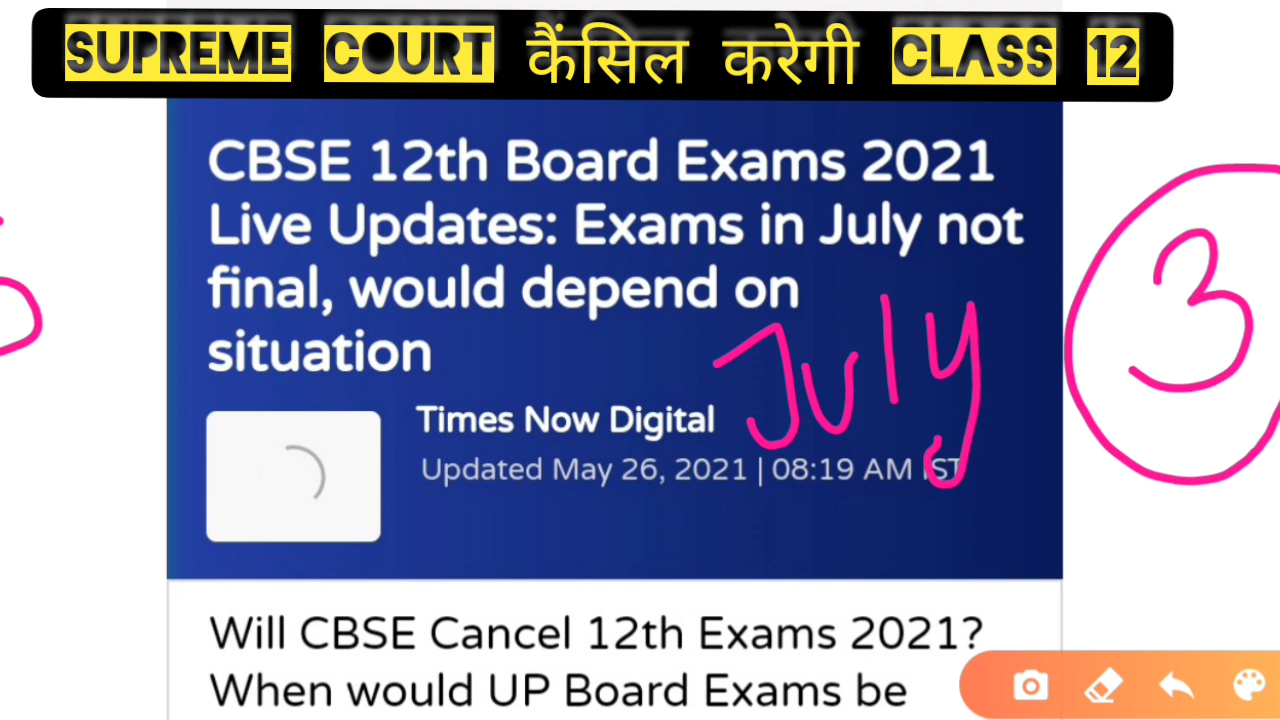 SUPREME COURT कैंसिल करेगी CLASS 12
CBSE 12th Board Exams 2021
Live Updates: Exams in July not
final, would depend on
situation
July
3
Times Now Digital
Updated May 26, 2021 | 08:19 AM IST
Will CBSE Cancel 12th Exams 2021?
When would UP Board Exams be